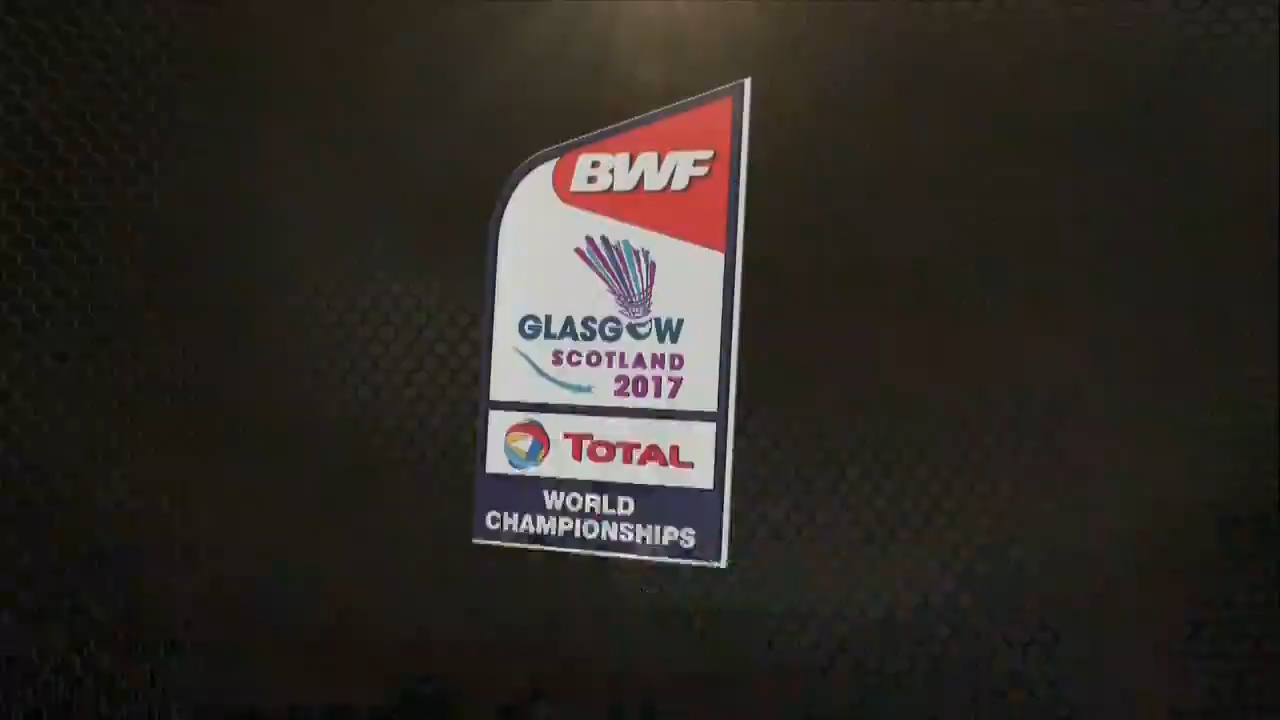 BWF
GLASGOW
SCOTLAND
2017
TOTAL
WORLD
CHAMPIONSHIPS